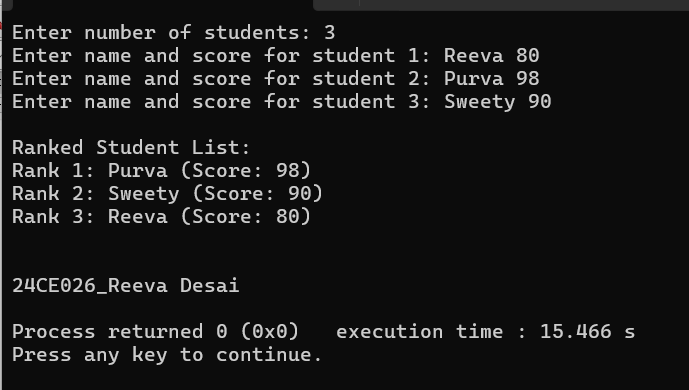 Enter number of students: 3
Enter name and score for student 1: Reeva 80
Enter name and score for student 2: Purva 98
Enter name and score for student 3: Sweety 90
Ranked Student List:
Rank 1: Purva (Score: 98)
Rank 2: Sweety (Score: 90)
Rank 3: Reeva (Score: 80)
24CE026_Reeva Desai
Process returned 0 (0x0)   execution time : 15.466 s
Press any key to continue.